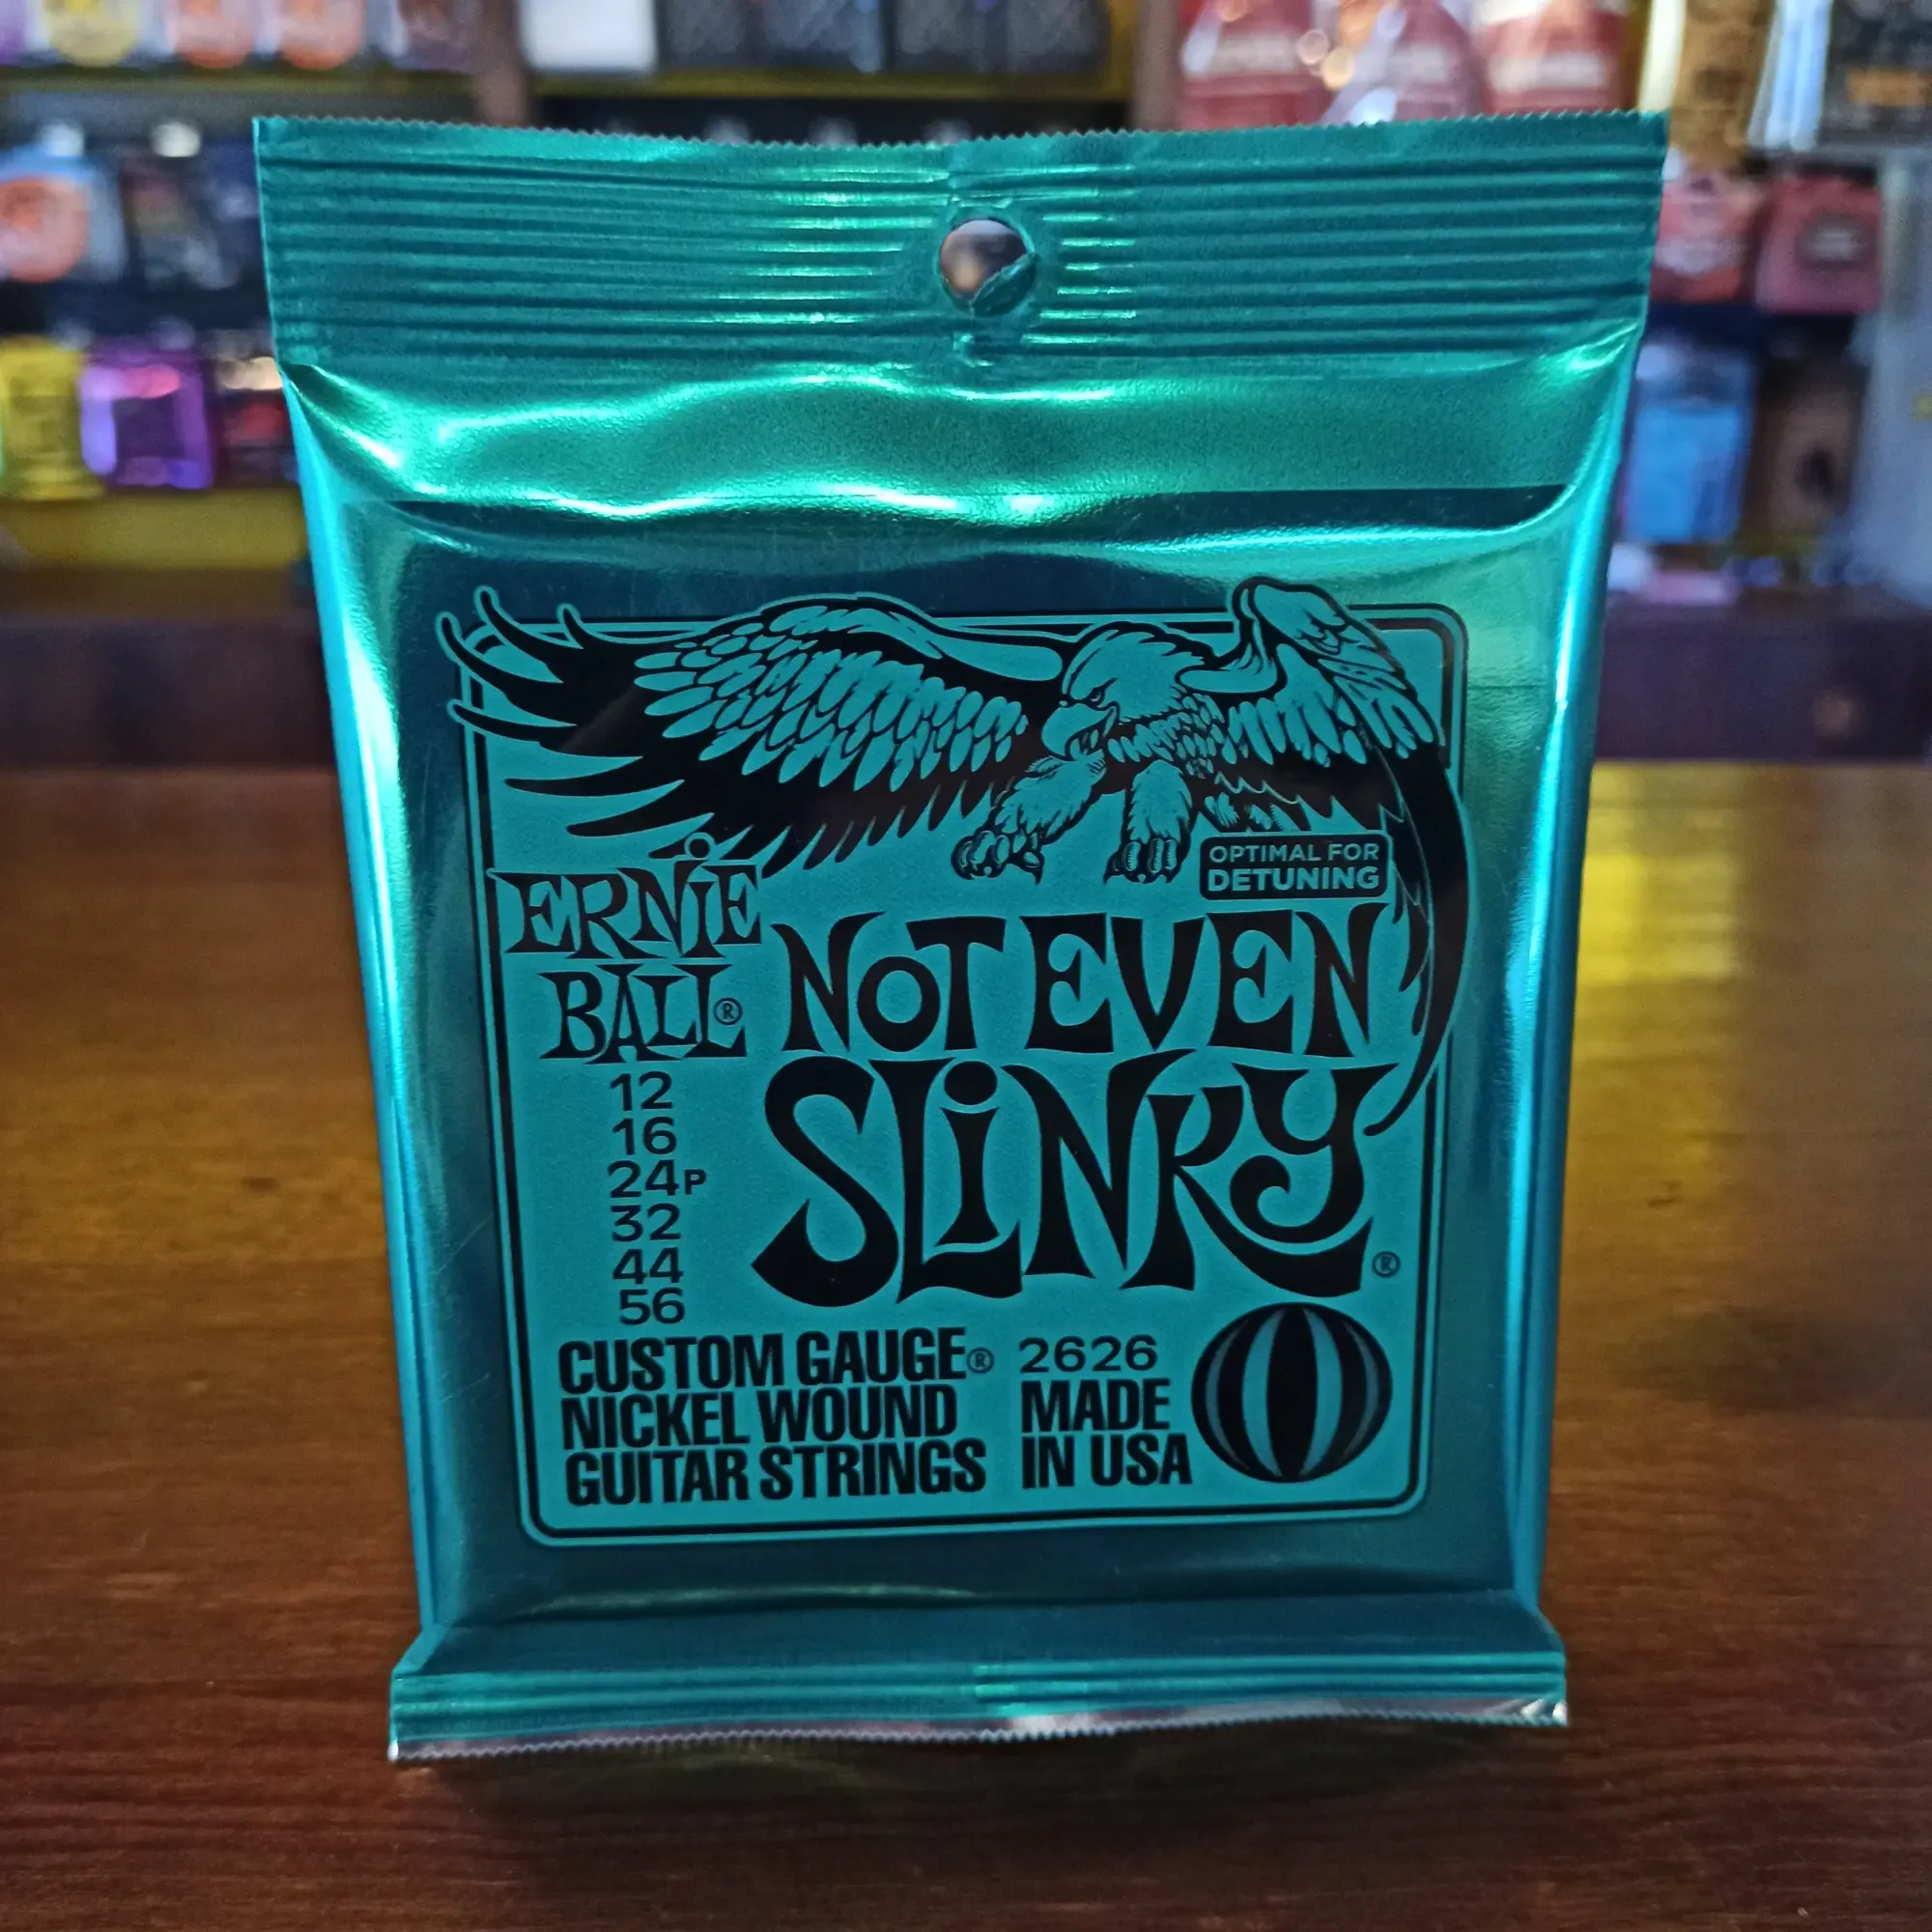 OPTIMAL FOR
DETUNING
ERNiE
BALL®
NOT EVEN
SLiNKY®
12
16
24P
32
44
56
CUSTOM GAUGE®
NICKEL WOUND
GUITAR STRINGS
2626
MADE
IN USA